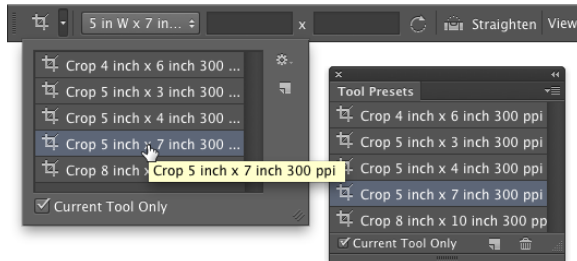 5 in W x 7 in... x Straighten View
Crop 4 inch x 6 inch 300 ...
Crop 5 inch x 3 inch 300 ...
Crop 5 inch x 4 inch 300 ...
Crop 5 inch x 7 inch 300 ...
Crop 8 inch
Crop 5 inch x 7 inch 300 ppi
Current Tool Only
Tool Presets
Crop 4 inch x 6 inch 300 ppi
Crop 5 inch x 3 inch 300 ppi
Crop 5 inch x 4 inch 300 ppi
Crop 5 inch x 7 inch 300 ppi
Crop 8 inch x 10 inch 300 pp
Current Tool Only